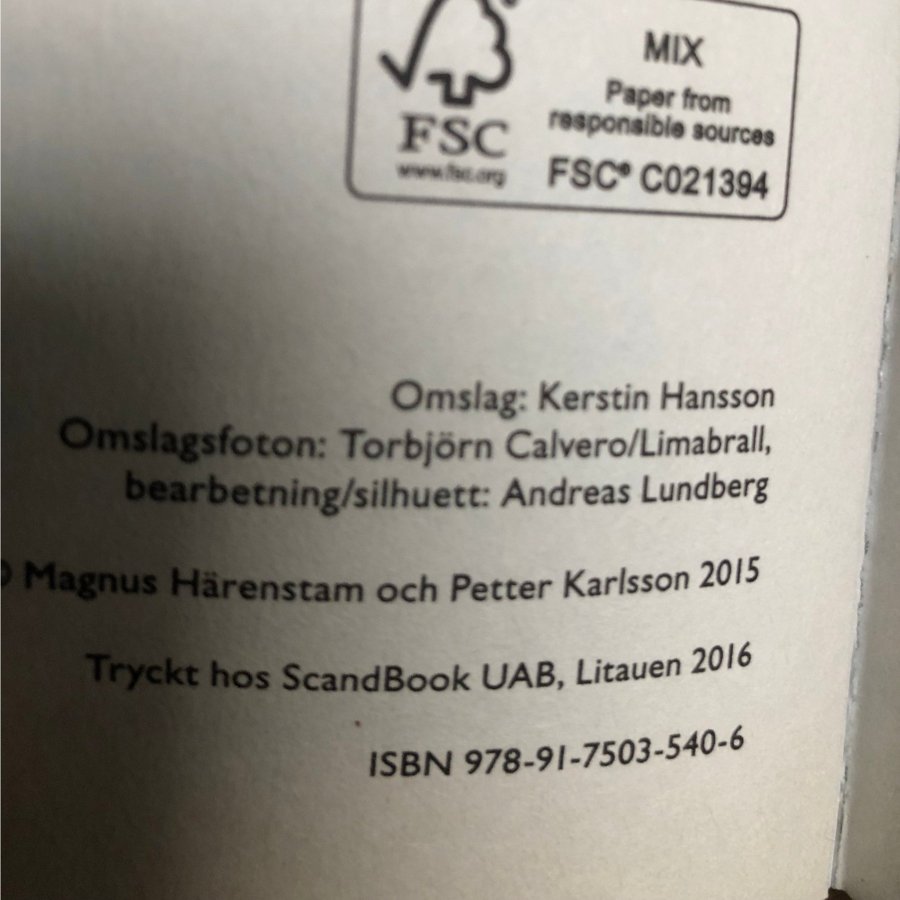 MIX
Paper from
responsible sources
FSC® C021394
FSC
www.fsc.org
Omslag: Kerstin Hansson
Omslagsfoton: Torbjörn Calvero/Limabrall,
bearbetning/silhuett: Andreas Lundberg
© Magnus Härenstam och Petter Karlsson 2015
Tryckt hos ScandBook UAB, Litauen 2016
ISBN 978-91-7503-540-6